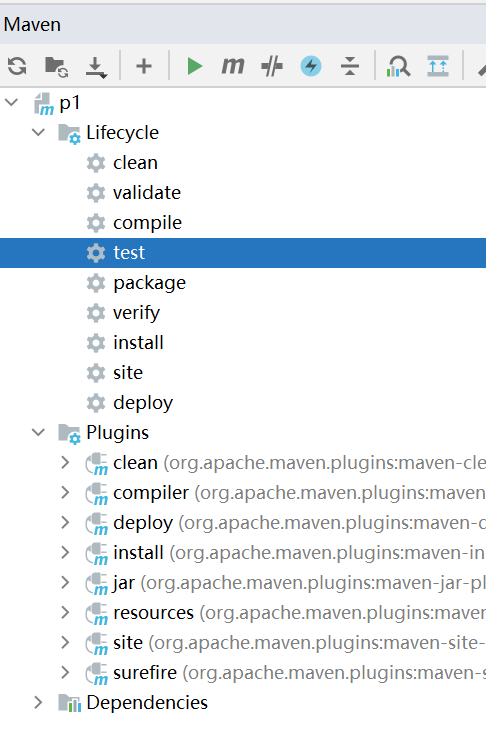 Maven
p1
Lifecycle
clean
validate
compile
test
package
verify
install
site
deploy
Plugins
clean (org.apache.maven.plugins:maven-cle
compiler (org.apache.maven.plugins:maven
deploy (org.apache.maven.plugins:maven-d
install (org.apache.maven.plugins:maven-in
jar (org.apache.maven.plugins:maven-jar-pl
resources (org.apache.maven.plugins:mave
site (org.apache.maven.plugins:maven-site-
surefire (org.apache.maven.plugins:maven-s
Dependencies